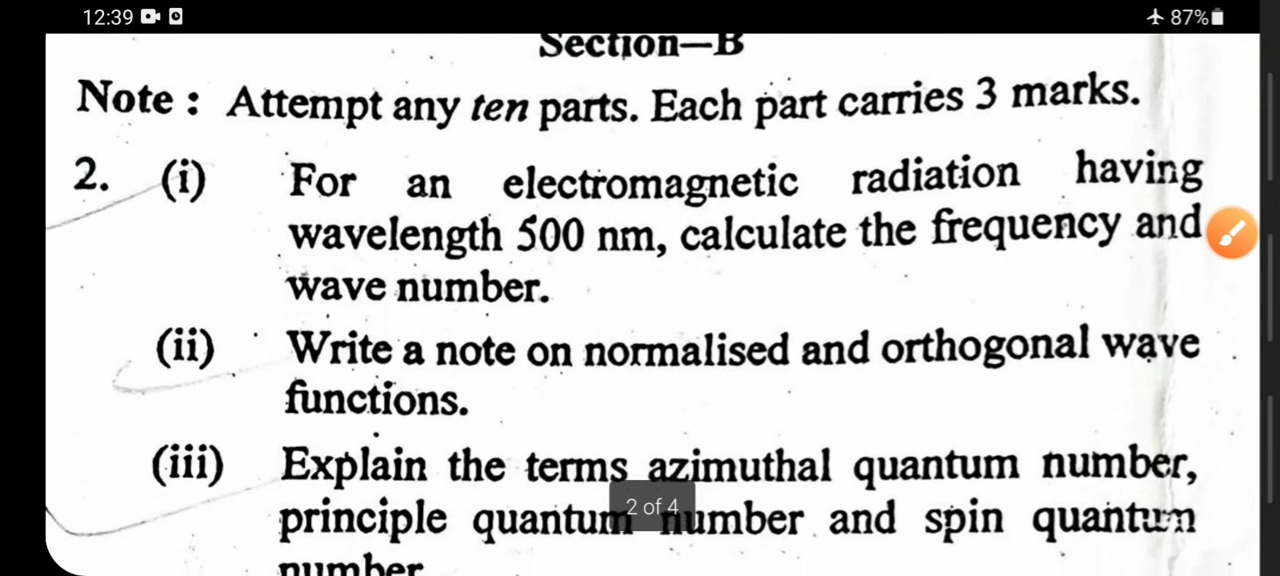 12:39
87%
Section—B
Note : Attempt any ten parts. Each part carries 3 marks.
2. (i) For an electromagnetic radiation having
wavelength 500 nm, calculate the frequency and
wave number.
(ii) Write a note on normalised and orthogonal wave
functions.
(iii) Explain the terms azimuthal quantum number,
2 of 4
principle quantum number and spin quantum
number